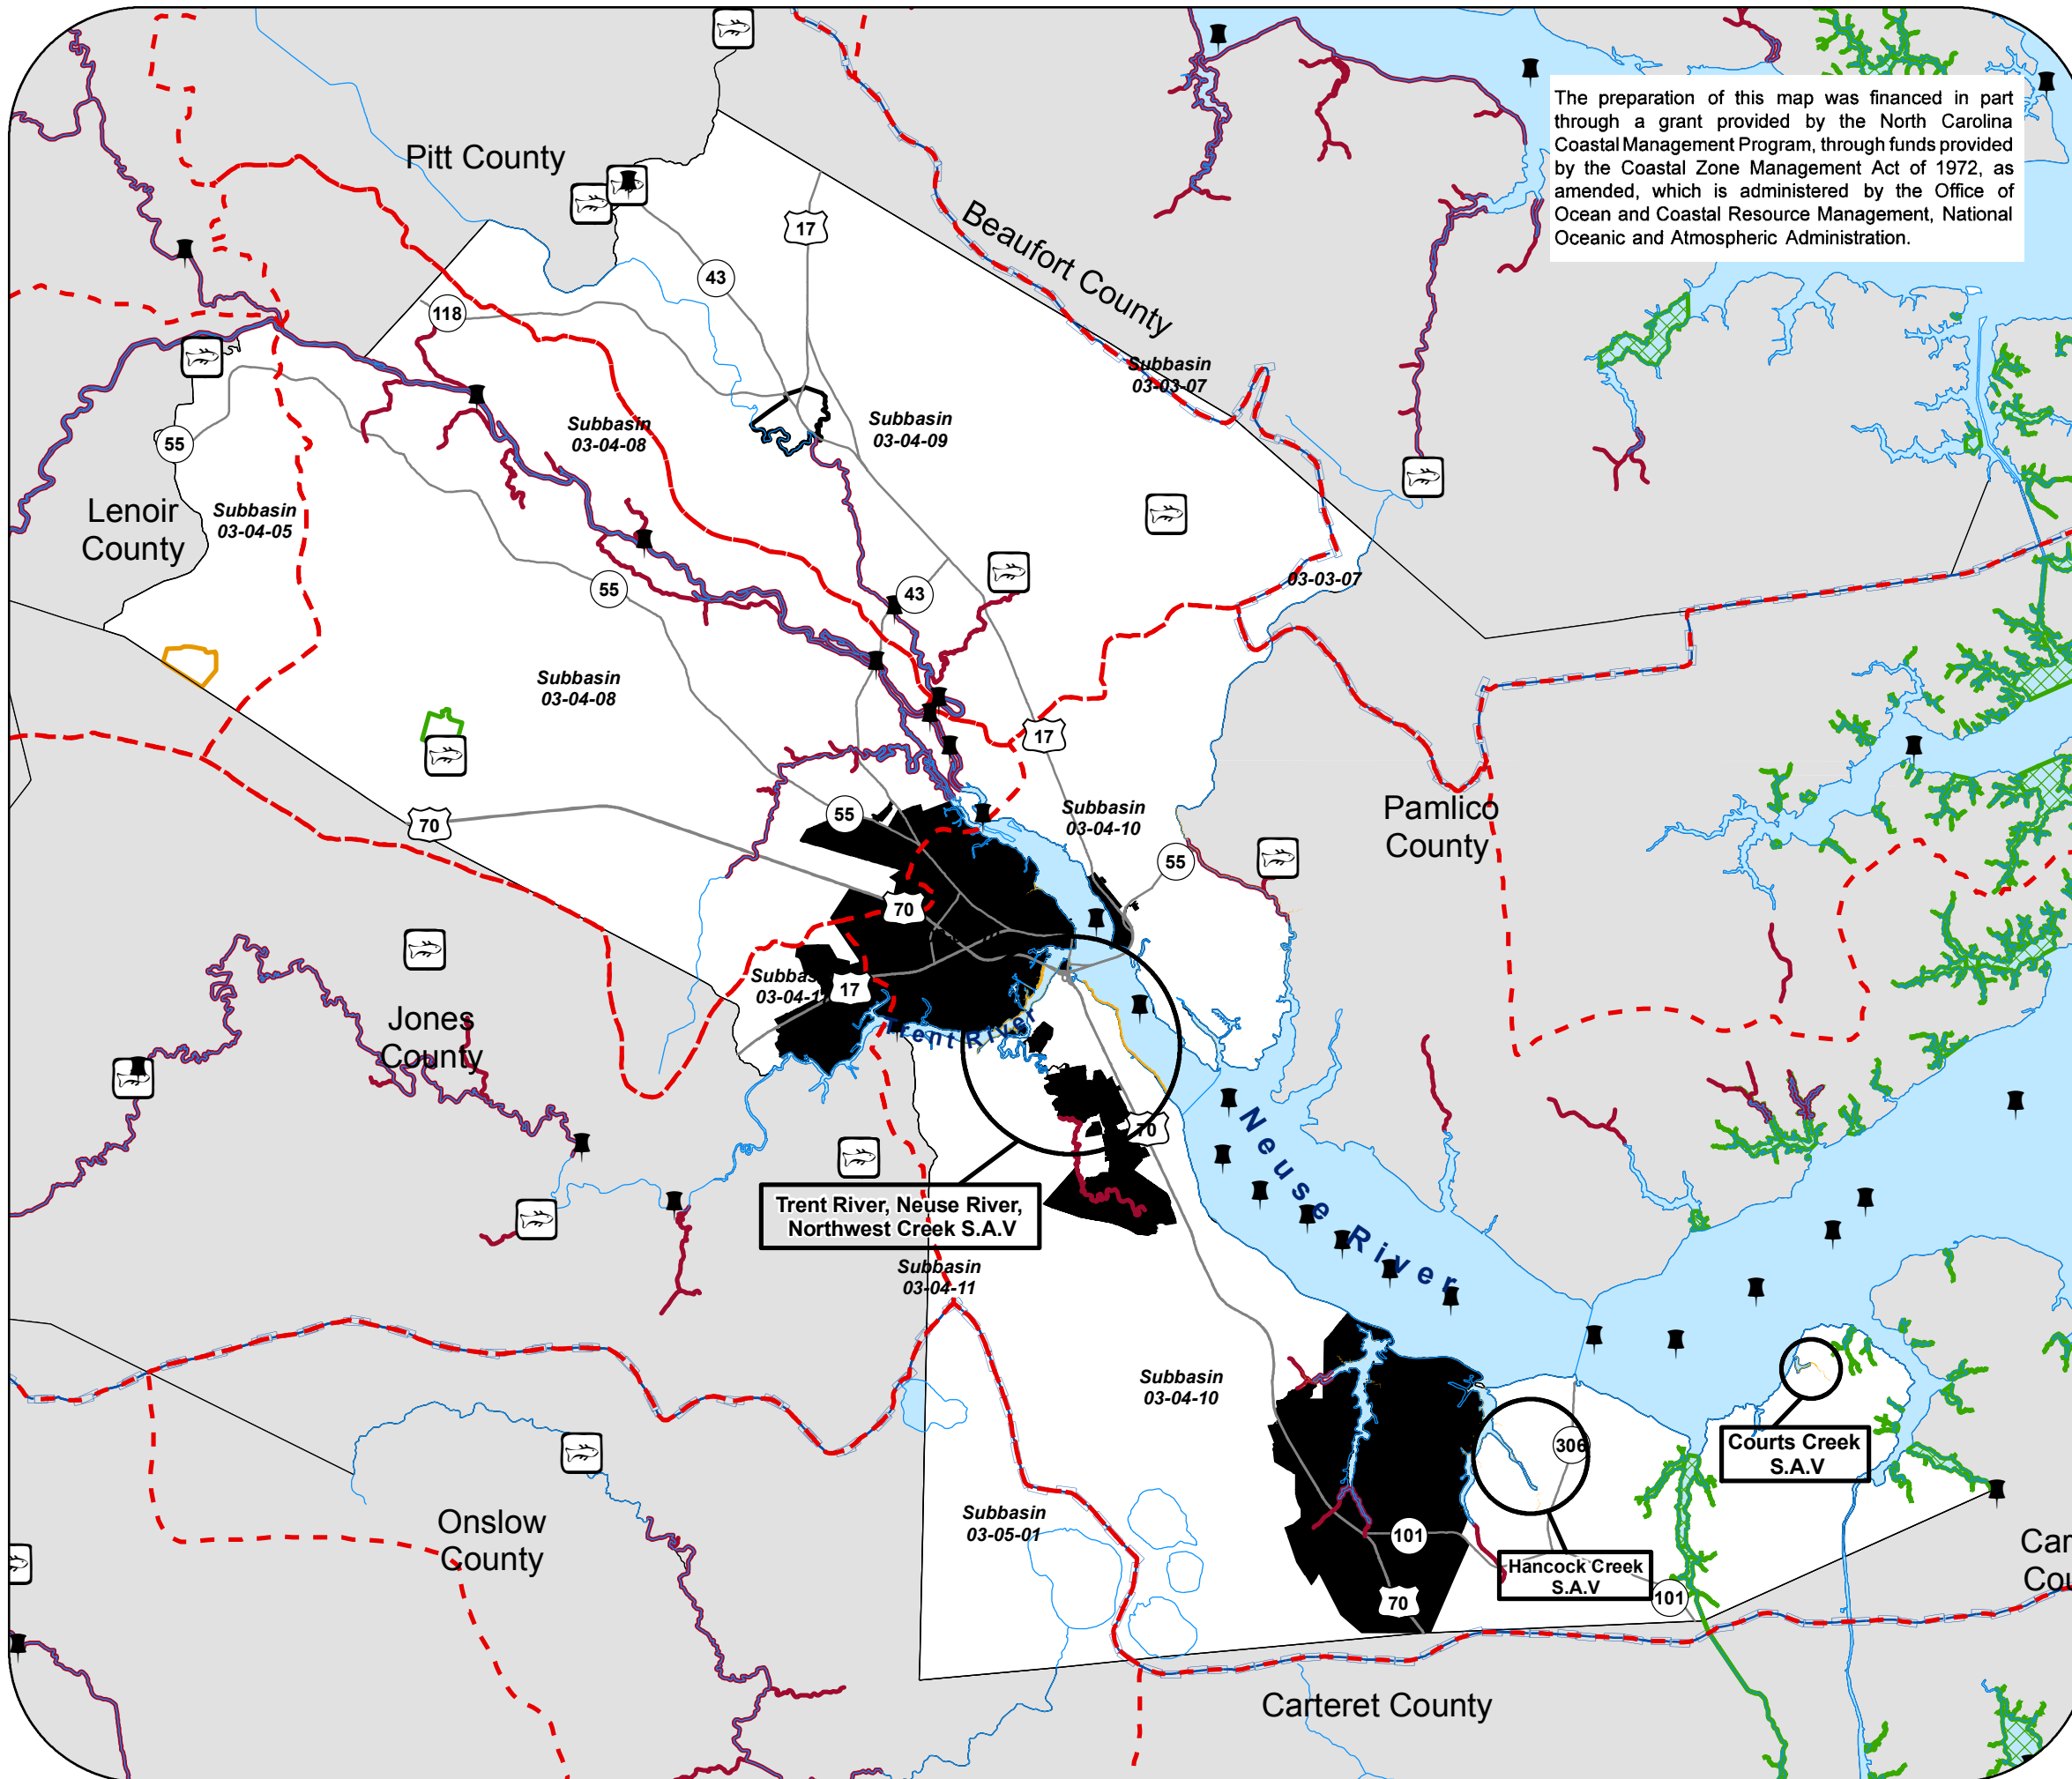 The preparation of this map was financed in part
through a grant provided by the North Carolina
Coastal Management Program, through funds provided
by the Coastal Zone Management Act of 1972, as
amended, which is administered by the Office of
Ocean and Coastal Resource Management, National
Oceanic and Atmospheric Administration.
Pitt County
17
Beaufort County
43
118
Subbasin
03-03-07
Subbasin
03-04-08
Subbasin
03-04-09
55
Lenoir
County
Subbasin
03-04-05
55
43
03-03-07
Subbasin
03-04-08
17
70
55
Subbasin
03-04-10
Pamlico
County
55
70
17
Jones
County
Trent River
70
Neuse River
Trent River, Neuse River,
Northwest Creek S.A.V
Subbasin
03-04-11
Subbasin
03-04-10
306
Courts Creek
S.A.V
Onslow
County
Subbasin
03-05-01
101
Hancock Creek
S.A.V
101
70
Carteret County